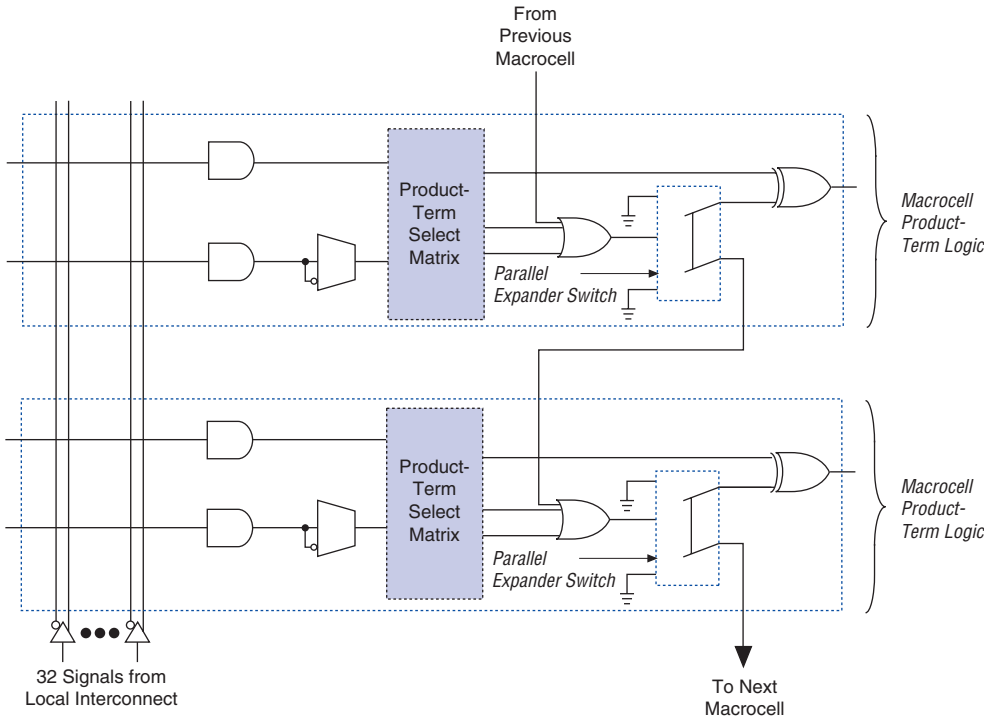 From
Previous
Macrocell
Product-
Term
Select
Matrix
Parallel
Expander Switch
Macrocell
Product-
Term Logic
Product-
Term
Select
Matrix
Parallel
Expander Switch
Macrocell
Product-
Term Logic
32 Signals from
Local Interconnect
To Next
Macrocell